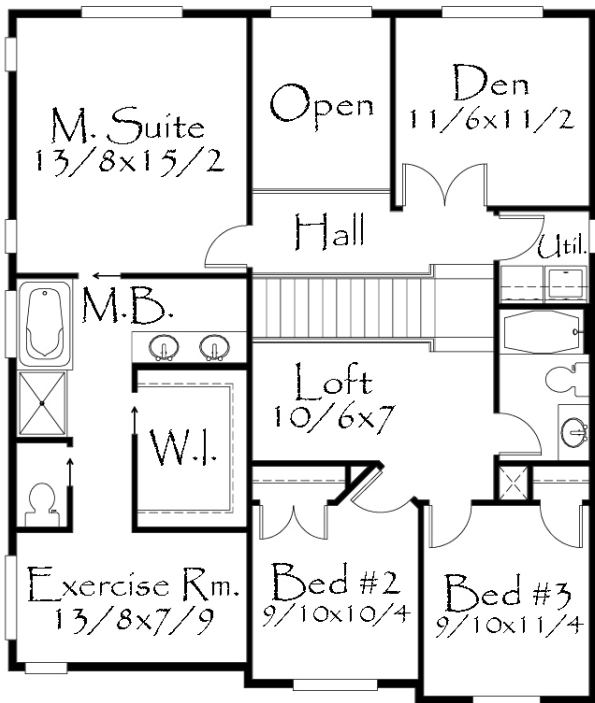 M. Suite
13/8x15/2
Open
Den
11/6x11/2
Hall
Util.
M.B.
Loft
10/6x7
W.I.
Exercise Rm.
13/8x7/9
Bed #2
9/10x10/4
Bed #3
9/10x11/4